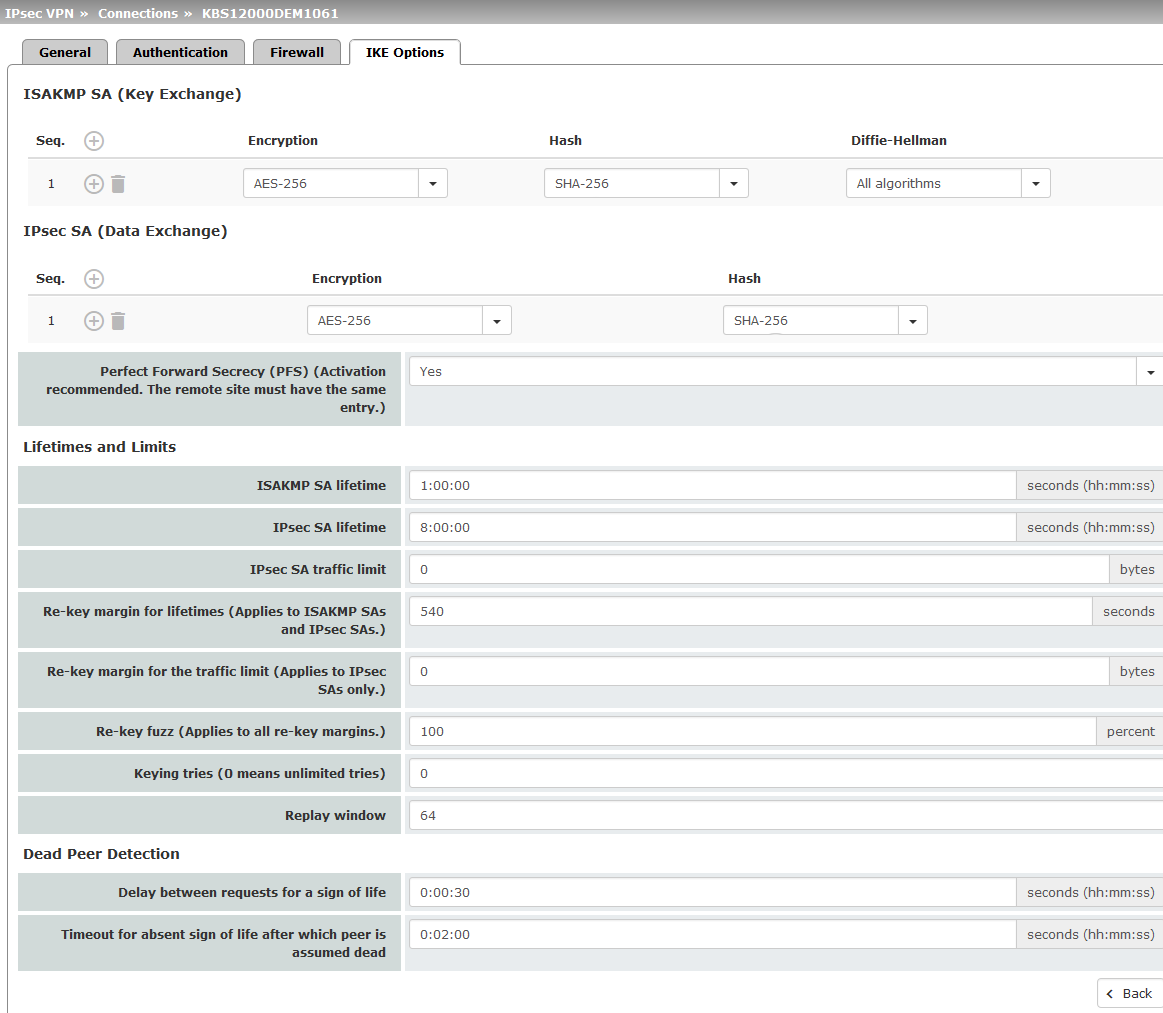 IPsec VPN » Connections » KBS12000DEM1061
General Authentication Firewall IKE Options
ISAKMP SA (Key Exchange)
Seq. Encryption Hash Diffie-Hellman
1 AES-256 SHA-256 All algorithms
IPsec SA (Data Exchange)
Seq. Encryption Hash
1 AES-256 SHA-256
Perfect Forward Secrecy (PFS) (Activation Yes
recommended. The remote site must have the same
entry.)
Lifetimes and Limits
ISAKMP SA lifetime 1:00:00 seconds (hh:mm:ss)
IPsec SA lifetime 8:00:00 seconds (hh:mm:ss)
IPsec SA traffic limit 0 bytes
Re-key margin for lifetimes (Applies to ISAKMP SAs 540 seconds
and IPsec SAs.)
Re-key margin for the traffic limit (Applies to IPsec 0 bytes
SAs only.)
Re-key fuzz (Applies to all re-key margins.) 100 percent
Keying tries (0 means unlimited tries) 0
Replay window 64
Dead Peer Detection
Delay between requests for a sign of life 0:00:30 seconds (hh:mm:ss)
Timeout for absent sign of life after which peer is 0:02:00 seconds (hh:mm:ss)
assumed dead
Back